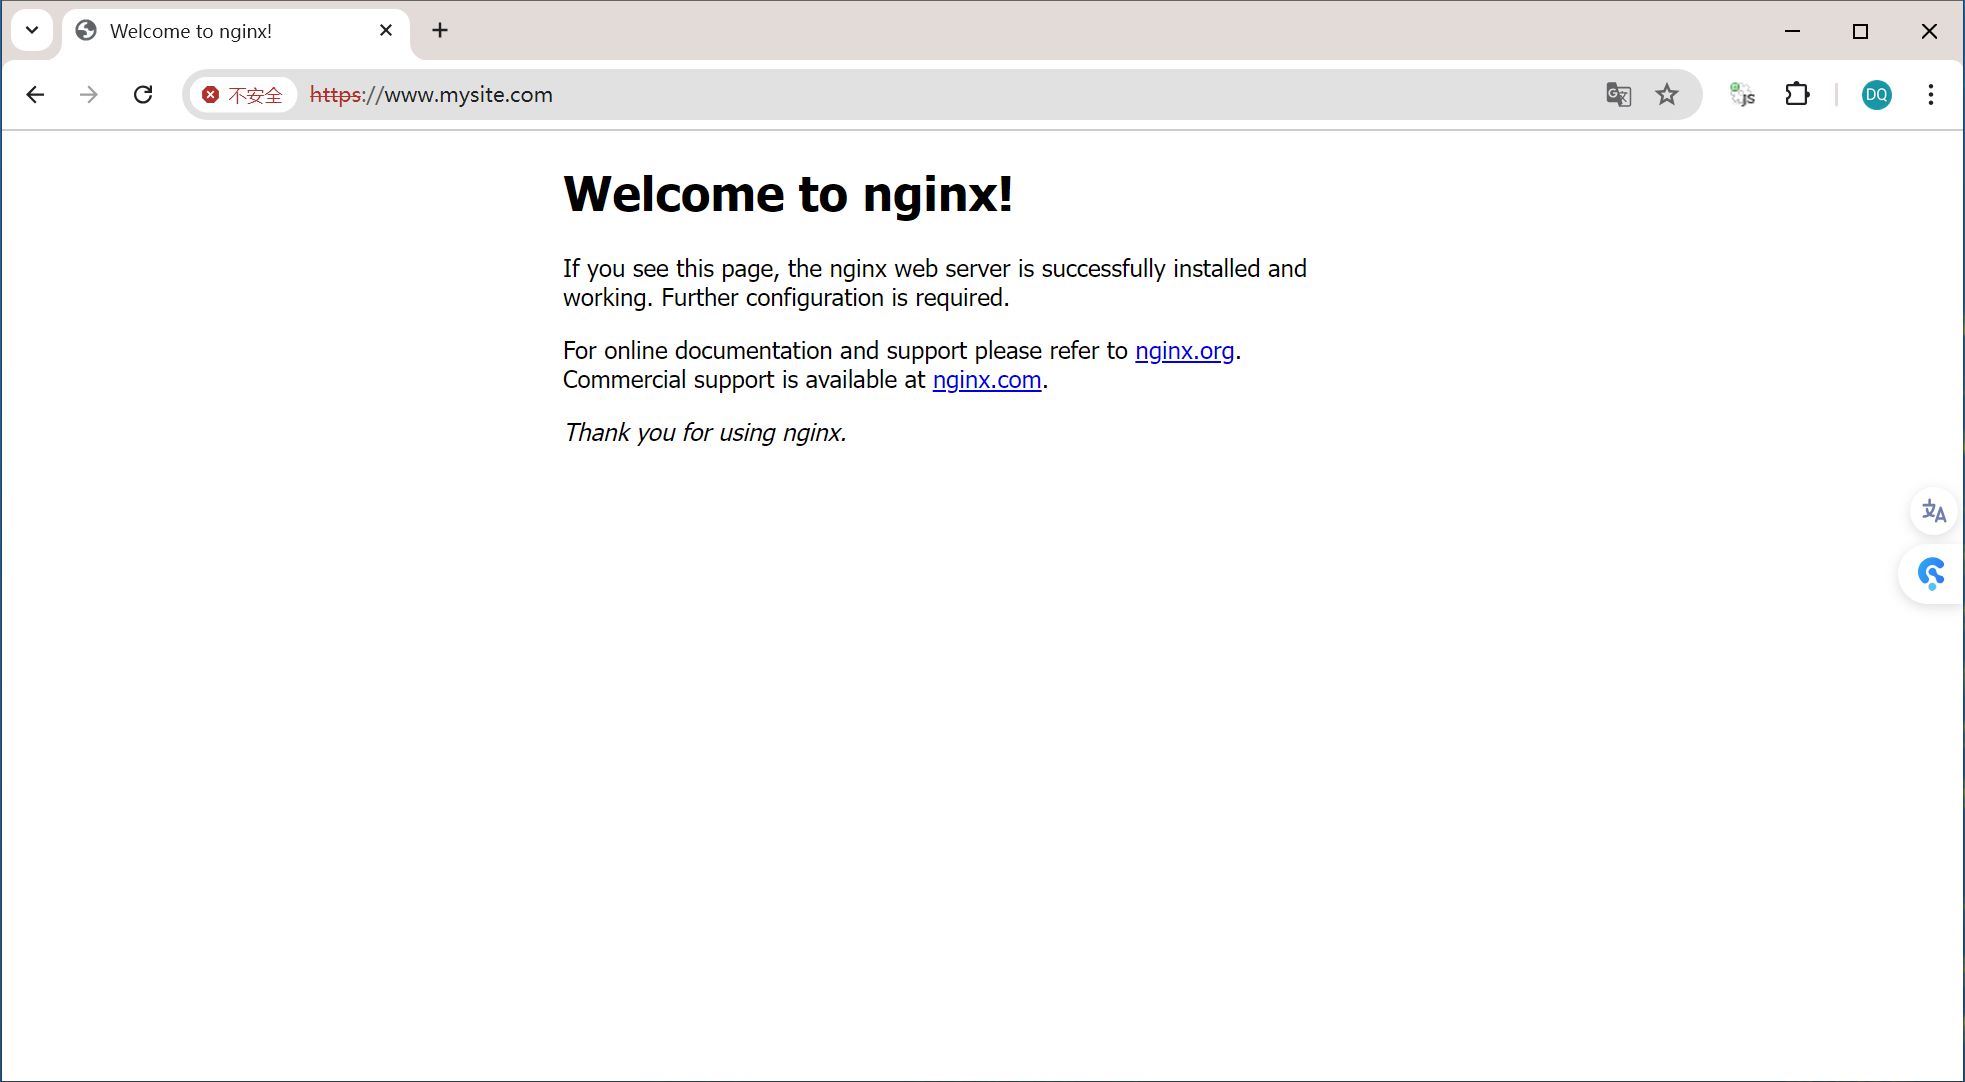 Welcome to nginx!
不安全 https://www.mysite.com
DQ
Welcome to nginx!
If you see this page, the nginx web server is successfully installed and
working. Further configuration is required.
For online documentation and support please refer to nginx.org.
Commercial support is available at nginx.com.
Thank you for using nginx.